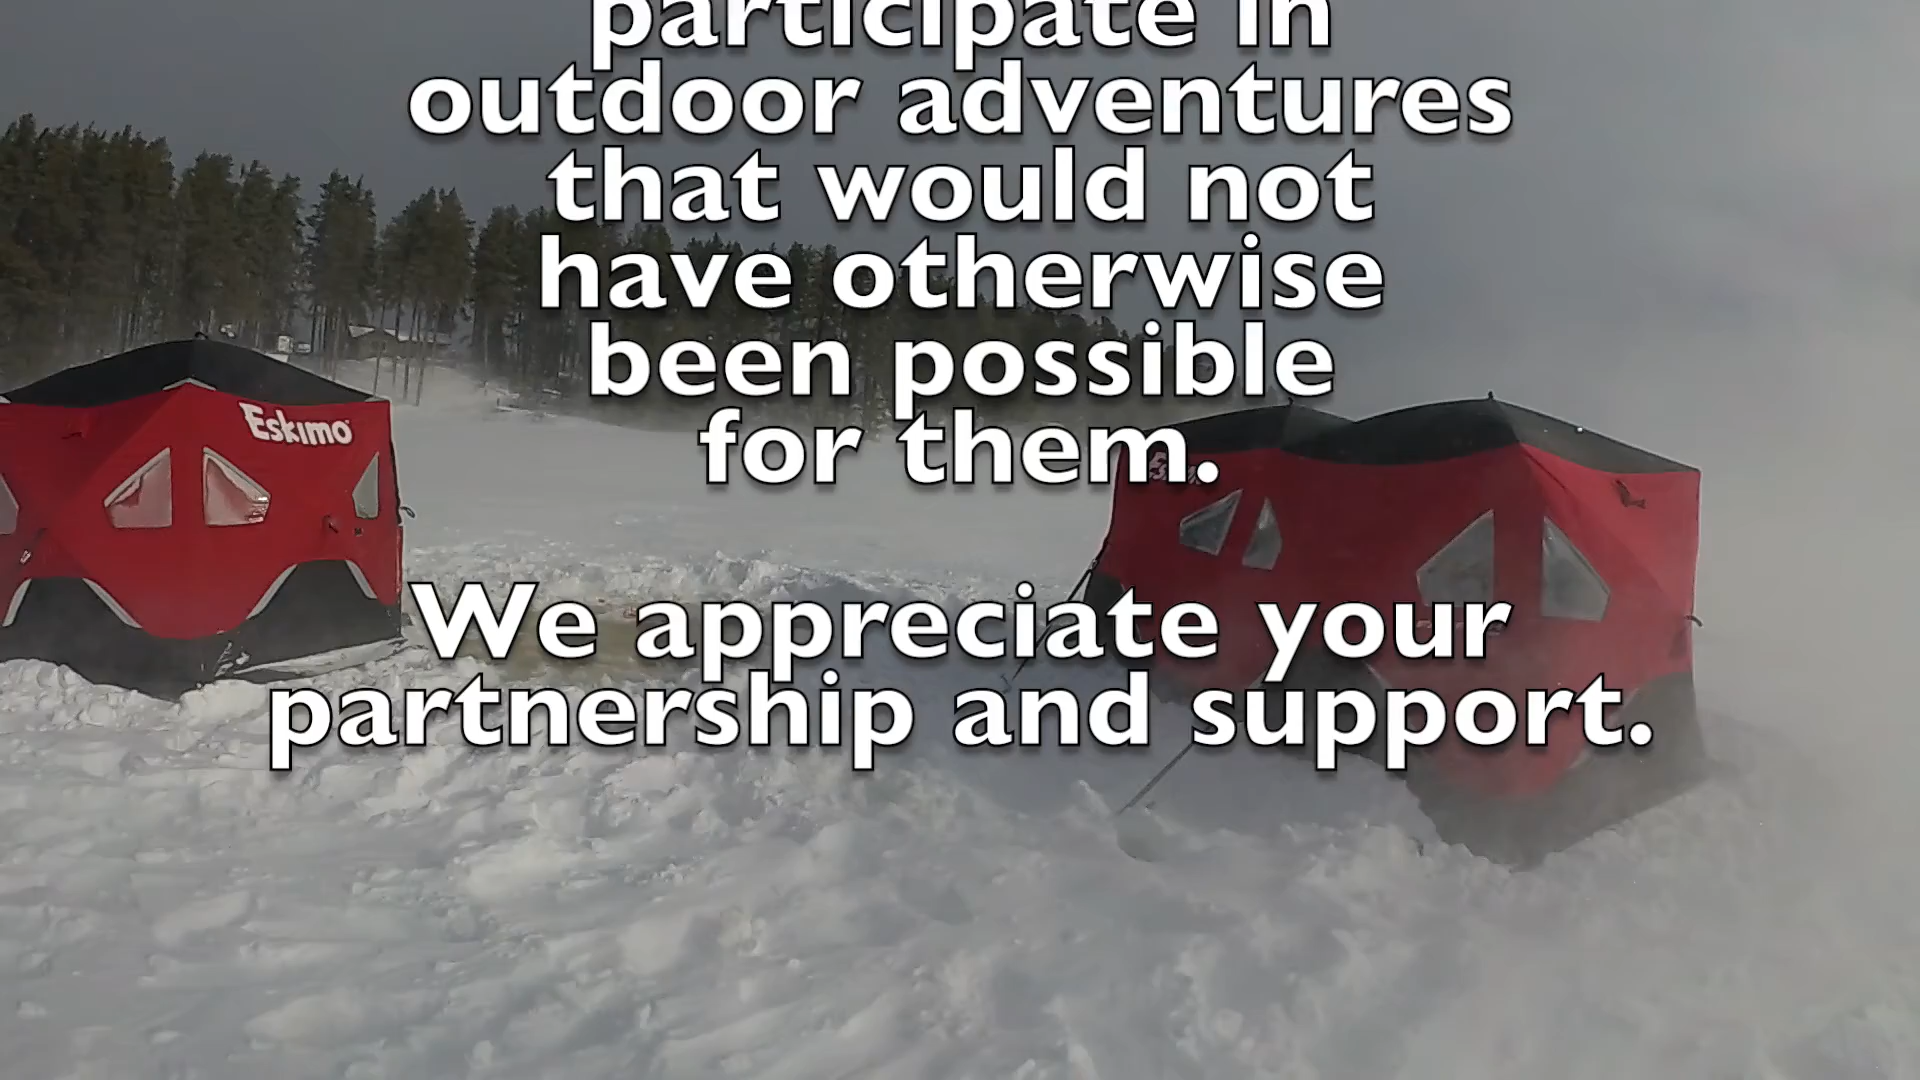 participate in
outdoor adventures
that would not
have otherwise
been possible
for them.
Eskimo
We appreciate your
partnership and support.